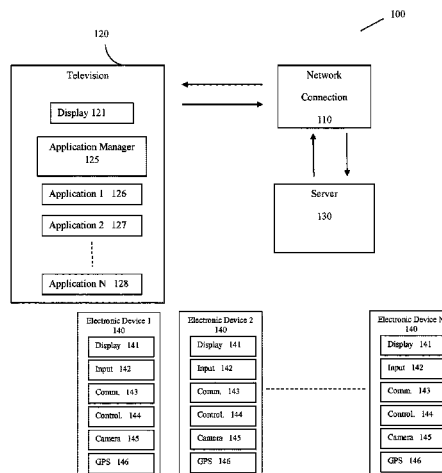 100
120
Television
Display 121
Application Manager
125
Application 1 126
Application 2 127
Application N 128
Network
Connection
110
Server
130
Electronic Device 1
140
Display 141
Input 142
Comm. 143
Control. 144
Camera 145
GPS 146
Electronic Device 2
140
Display 141
Input 142
Comm. 143
Control. 144
Camera 145
GPS 146
Electronic Device N
140
Display 141
Input 142
Comm. 143
Control. 144
Camera 145
GPS 146